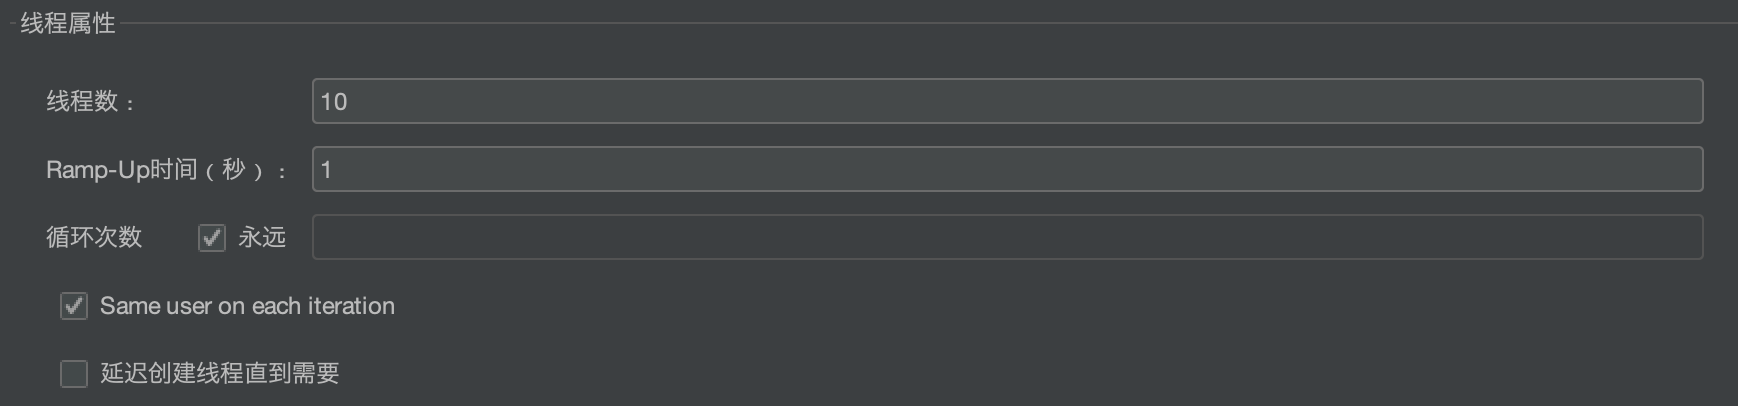 线程属性
线程数： 10
Ramp-Up时间（秒）： 1
循环次数 永远
Same user on each iteration
延迟创建线程直到需要